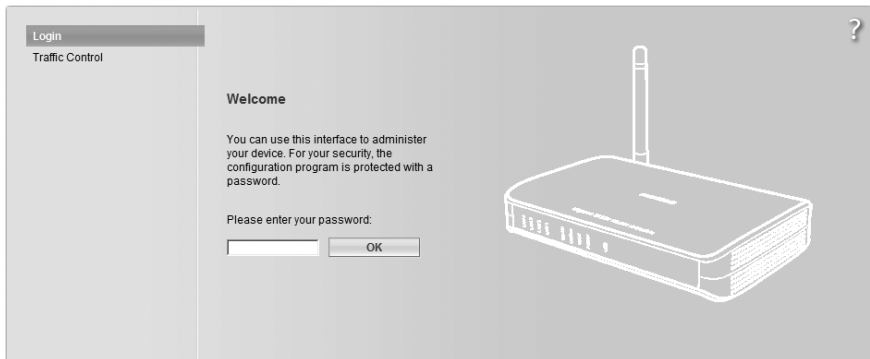 Login
Traffic Control
?
Welcome
You can use this interface to administer
your device. For your security, the
configuration program is protected with a
password.
Please enter your password:
OK